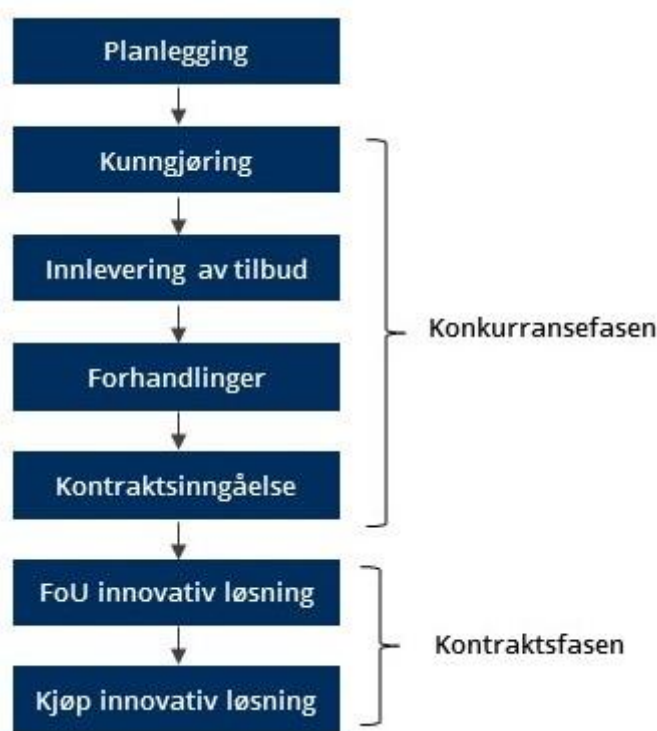 Planlegging
Kunngjøring
Innlevering av tilbud
Forhandlinger
Kontraktsinngåelse
Konkurransefasen
FoU innovativ løsning
Kjøp innovativ løsning
Kontraktsfasen